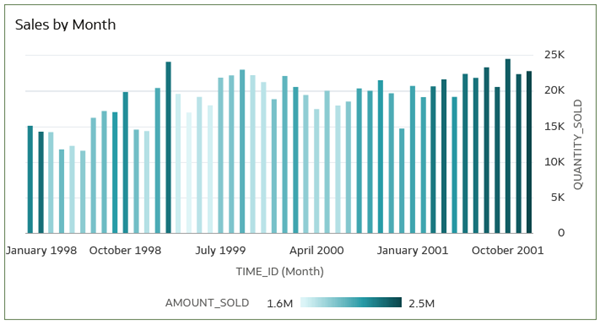 Sales by Month
25K
20K
15K
10K
5K
0
QUANTITY_SOLD
January 1998 October 1998 July 1999 April 2000 January 2001 October 2001
TIME_ID (Month)
AMOUNT_SOLD 1.6M 2.5M